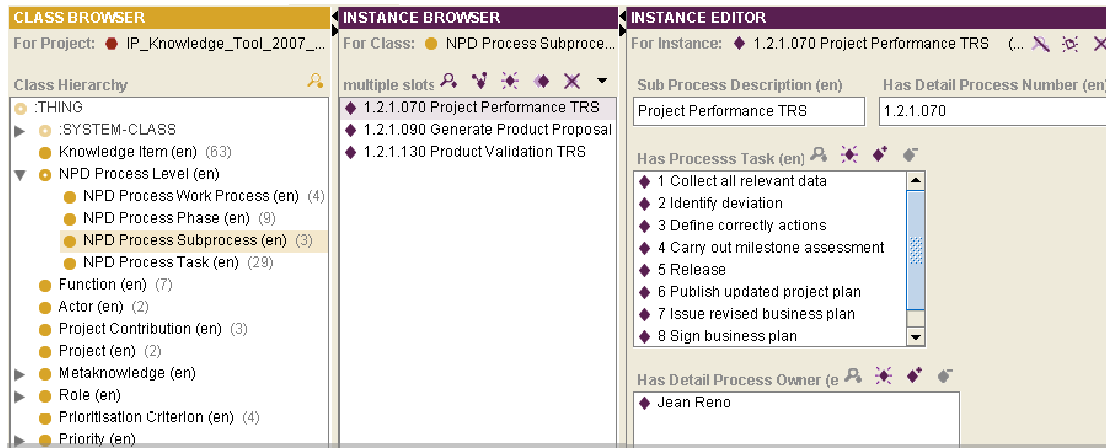 CLASS BROWSER
For Project: IP_Knowledge_Tool_2007_...
Class Hierarchy
:THING
:SYSTEM-CLASS
Knowledge Item (en) (63)
NPD Process Level (en)
NPD Process Work Process (en) (4)
NPD Process Phase (en) (9)
NPD Process Subprocess (en) (3)
NPD Process Task (en) (29)
Function (en) (7)
Actor (en) (2)
Project Contribution (en) (3)
Project (en) (2)
Metaknowledge (en)
Role (en)
Prioritisation Criterion (en) (4)
Priority (en)
INSTANCE BROWSER
For Class: NPD Process Subproce...
multiple slots
1.2.1.070 Project Performance TRS
1.2.1.090 Generate Product Proposal
1.2.1.130 Product Validation TRS
INSTANCE EDITOR
For Instance: 1.2.1.070 Project Performance TRS (...
Sub Process Description (en)
Project Performance TRS
Has Detail Process Number (en)
1.2.1.070
Has Processs Task (en)
1 Collect all relevant data
2 Identify deviation
3 Define correctly actions
4 Carry out milestone assessment
5 Release
6 Publish updated project plan
7 Issue revised business plan
8 Sign business plan
Has Detail Process Owner (e
Jean Reno